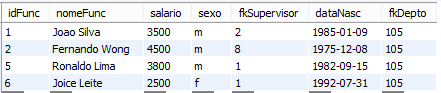 idFunc nomeFunc salario sexo fkSupervisor dataNasc fkDepto
1 Joao Silva 3500 m 2 1985-01-09 105
2 Fernando Wong 4500 m 8 1975-12-08 105
5 Ronaldo Lima 3800 m 1 1982-09-15 105
6 Joice Leite 2500 f 1 1992-07-31 105